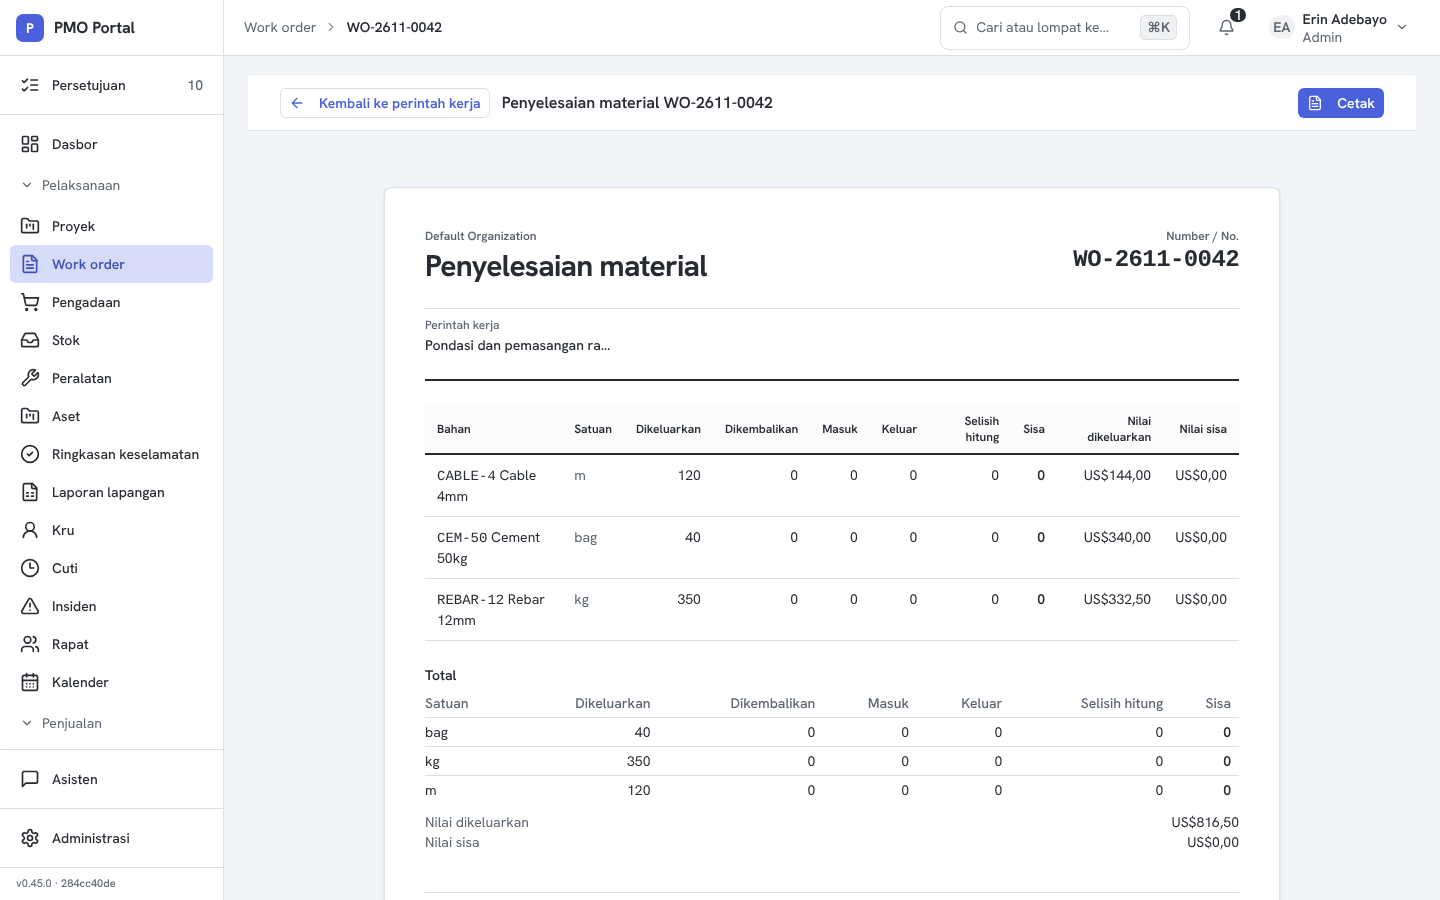 P PMO Portal
Work order > WO-2611-0042
Cari atau lompat ke... ⌘K
1
EA Erin Adebayo
Admin
Persetujuan 10
Dasbor
Pelaksanaan
Proyek
Work order
Pengadaan
Stok
Peralatan
Aset
Ringkasan keselamatan
Laporan lapangan
Kru
Cuti
Insiden
Rapat
Kalender
Penjualan
Asisten
Administrasi
v0.45.0 · 284cc40de
Kembali ke perintah kerja Penyelesaian material WO-2611-0042 Cetak
Default Organization Number / No.
Penyelesaian material WO-2611-0042
Perintah kerja
Pondasi dan pemasangan ra...
Bahan Satuan Dikeluarkan Dikembalikan Masuk Keluar Selisih hitung Sisa Nilai dikeluarkan Nilai sisa
CABLE-4 Cable 4mm m 120 0 0 0 0 0 US$144,00 US$0,00
CEM-50 Cement 50kg bag 40 0 0 0 0 0 US$340,00 US$0,00
REBAR-12 Rebar 12mm kg 350 0 0 0 0 0 US$332,50 US$0,00
Total
Satuan Dikeluarkan Dikembalikan Masuk Keluar Selisih hitung Sisa
bag 40 0 0 0 0 0
kg 350 0 0 0 0 0
m 120 0 0 0 0 0
Nilai dikeluarkan US$816,50
Nilai sisa US$0,00